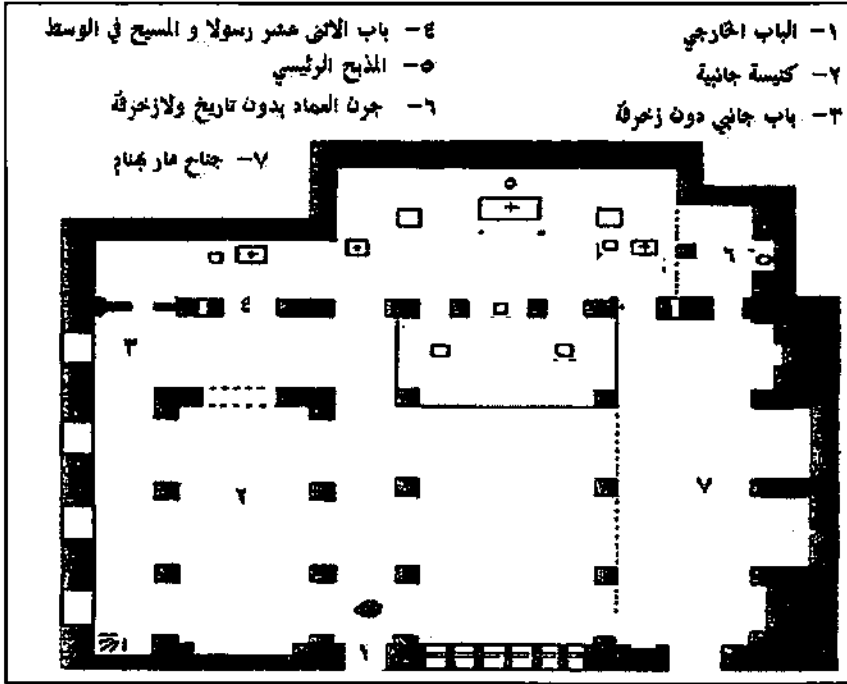 ١- الباب الخارجي
٢- كنيسة جانبية
٣- باب جانبي دون زخرفة
٤- باب الاثنى عشر رسولا و المسيح في الوسط
٥- المذبح الرئيسي
٦- جرن العماد بدون تاريخ ولازخرفة
٧- جناح مار بهنام
٥
٦
٤
٣
٢
٧
١